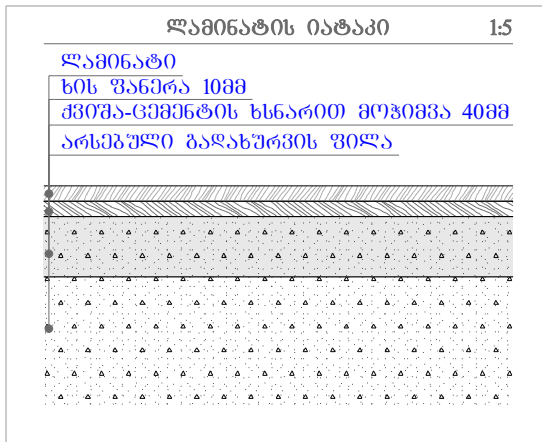 ლამინატის იატაკი 1:5
ლამინატი
ხის ფანერა 10მმ
ქვიშა-ცემენტის ხსნარით მოჭიმვა 40მმ
არსებული გადახურვის ფილა